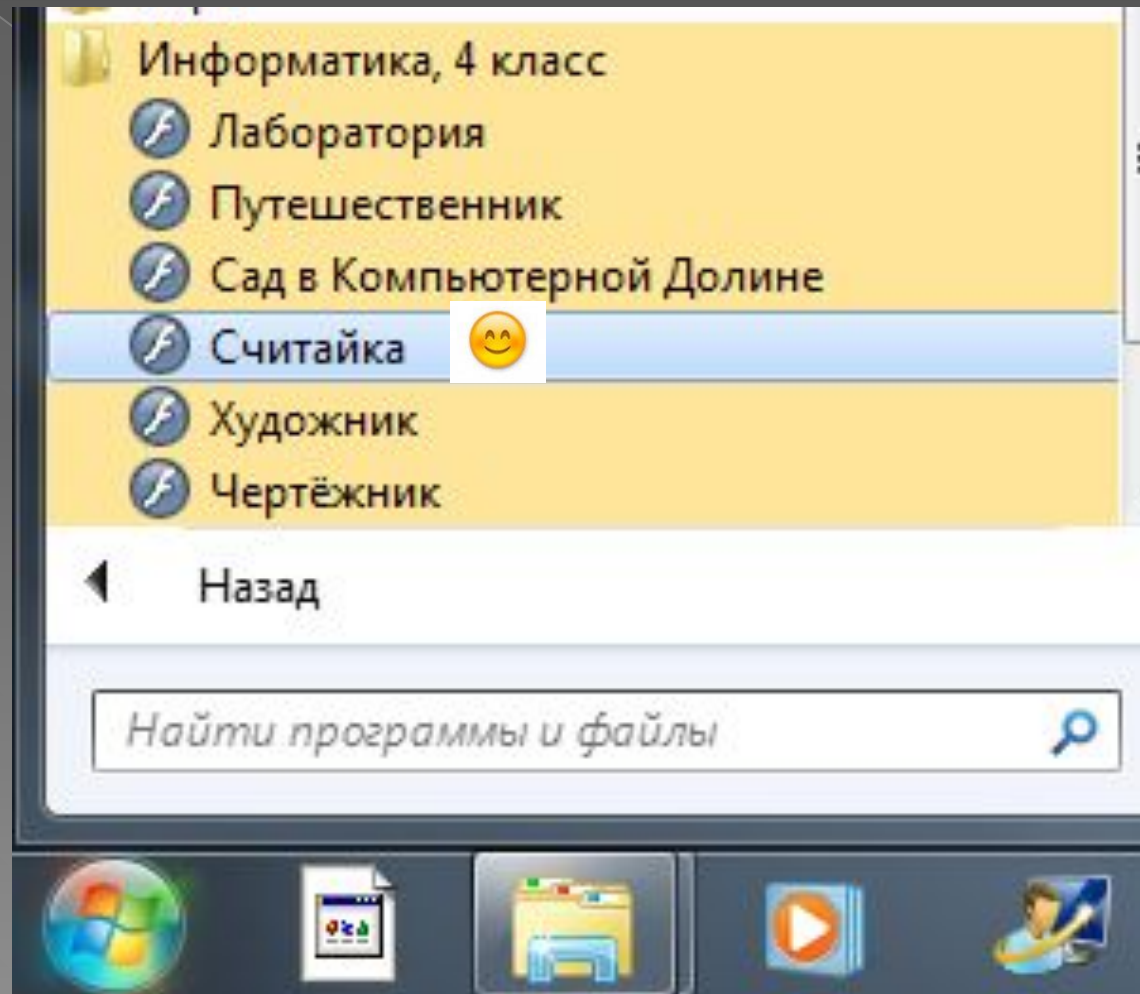 Информатика, 4 класс
Лаборатория
Путешественник
Сад в Компьютерной Долине
Считайка
Художник
Чертёжник
Назад
Найти программы и файлы